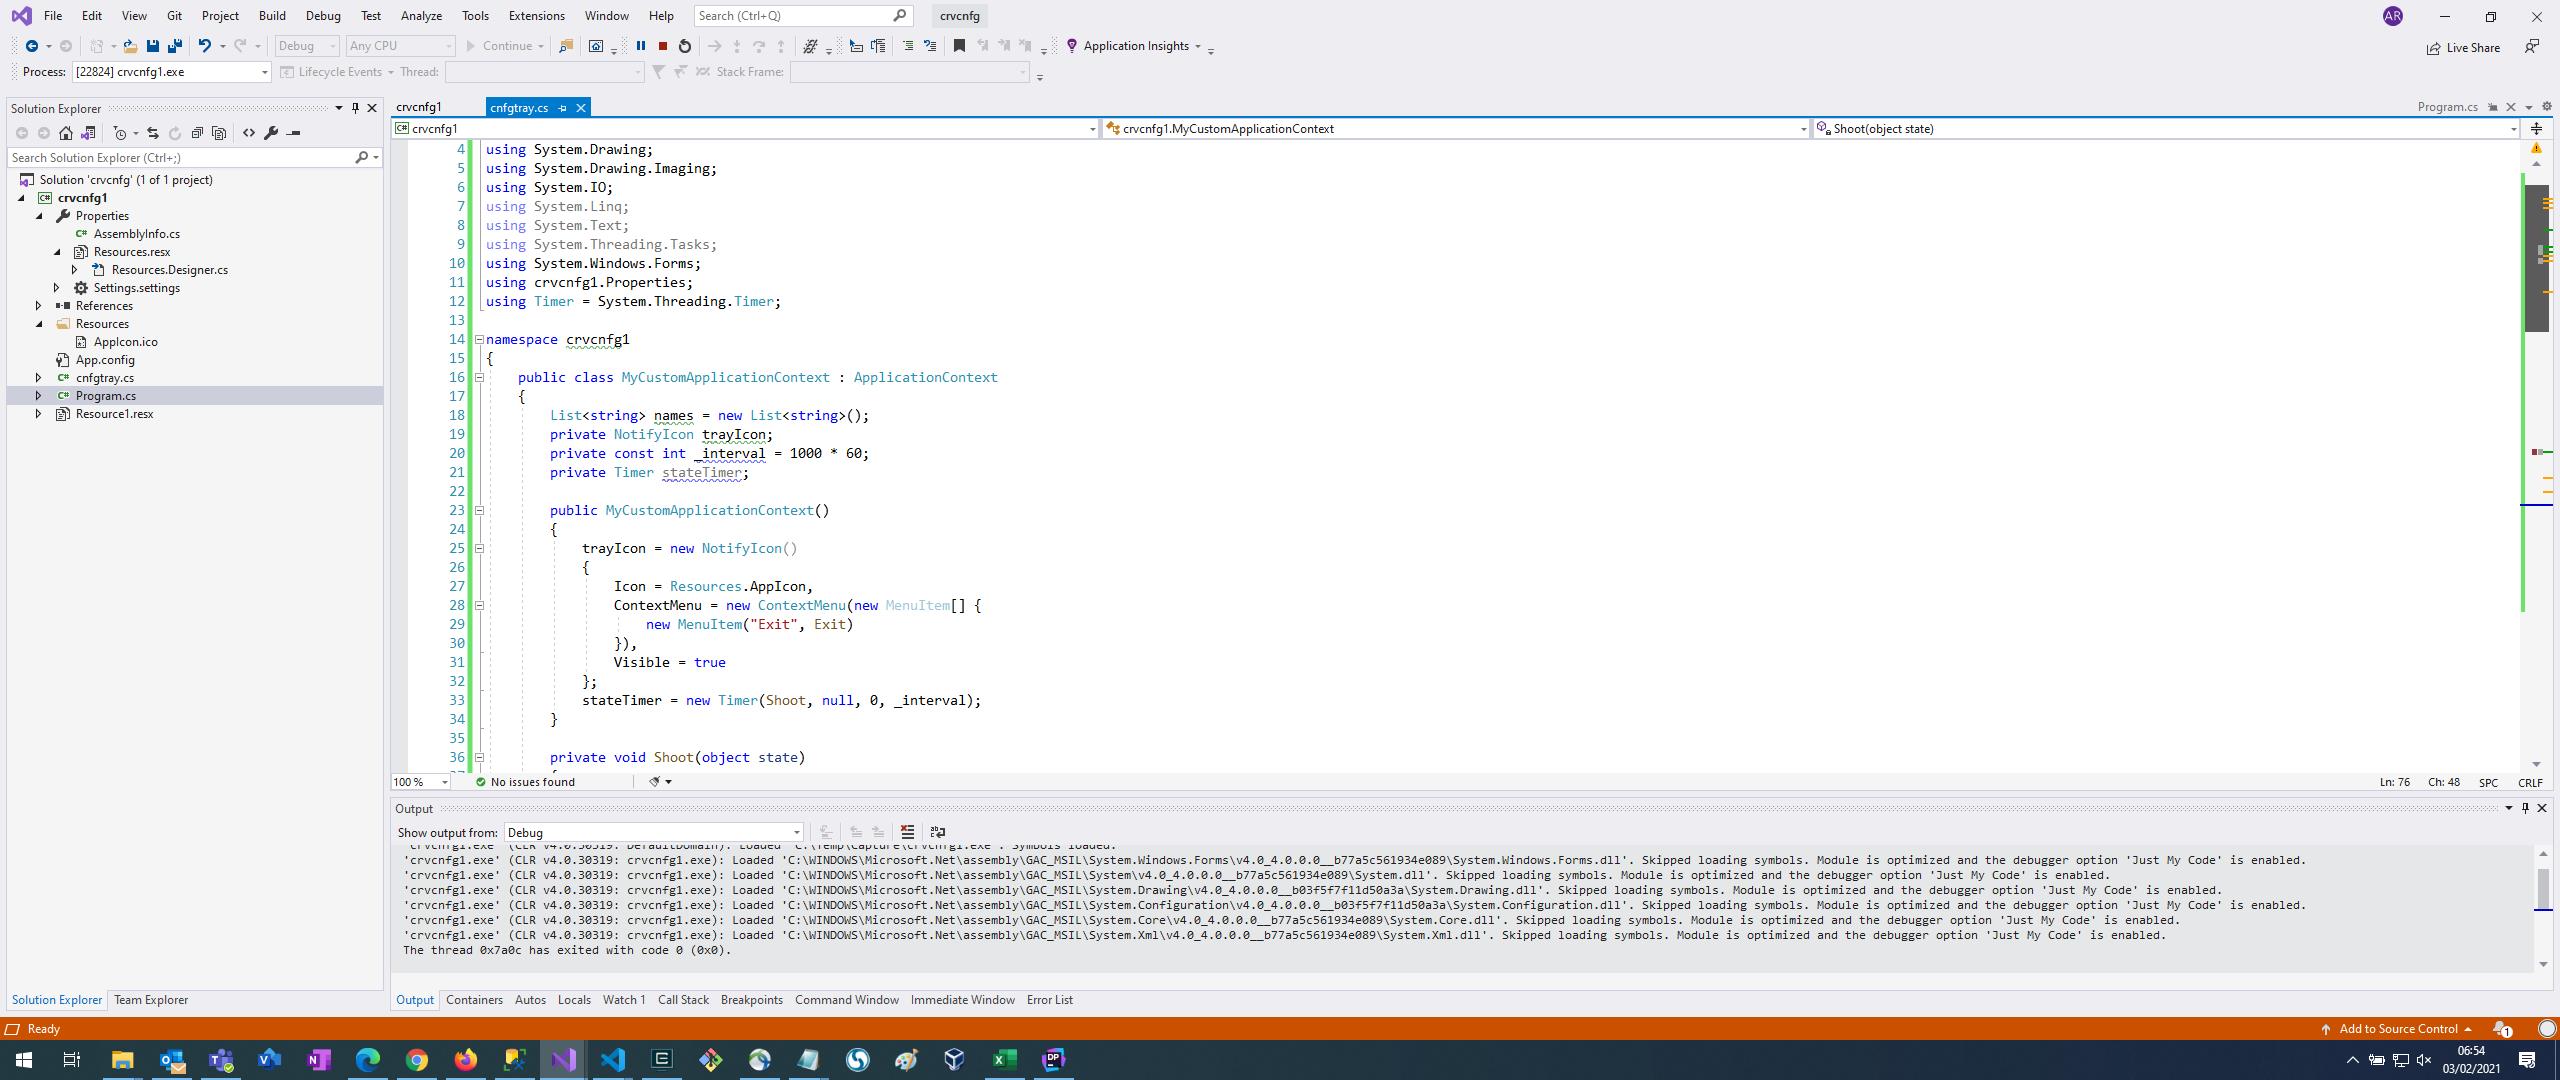 File Edit View Git Project Build Debug Test Analyze Tools Extensions Window Help Search (Ctrl+Q) crvcnfg AR
Debug Any CPU Continue Application Insights Live Share
Process: [22824] crvcnfg1.exe Lifecycle Events Thread: Stack Frame:
Solution Explorer
Search Solution Explorer (Ctrl+;)
Solution 'crvcnfg' (1 of 1 project)
crvcnfg1
Properties
AssemblyInfo.cs
Resources.resx
Resources.Designer.cs
Settings.settings
References
Resources
AppIcon.ico
App.config
cnfgtray.cs
Program.cs
Resource1.resx
Solution Explorer Team Explorer
crvcnfg1 cnfgtray.cs Program.cs
crvcnfg1 crvcnfg1.MyCustomApplicationContext Shoot(object state)
4 using System.Drawing;
5 using System.Drawing.Imaging;
6 using System.IO;
7 using System.Linq;
8 using System.Text;
9 using System.Threading.Tasks;
10 using System.Windows.Forms;
11 using crvcnfg1.Properties;
12 using Timer = System.Threading.Timer;
13
14 namespace crvcnfg1
15 {
16 public class MyCustomApplicationContext : ApplicationContext
17 {
18 List<string> names = new List<string>();
19 private NotifyIcon trayIcon;
20 private const int _interval = 1000 * 60;
21 private Timer stateTimer;
22
23 public MyCustomApplicationContext()
24 {
25 trayIcon = new NotifyIcon()
26 {
27 Icon = Resources.AppIcon,
28 ContextMenu = new ContextMenu(new MenuItem[] {
29 new MenuItem("Exit", Exit)
30 }),
31 Visible = true
32 };
33 stateTimer = new Timer(Shoot, null, 0, _interval);
34 }
35
36 private void Shoot(object state)
100 % No issues found Ln: 76 Ch: 48 SPC CRLF
Output
Show output from: Debug
'crvcnfg1.exe' (CLR v4.0.30319: DefaultDomain): Loaded 'C:\Temp\Capture\crvcnfg1.exe'. Symbols loaded.
'crvcnfg1.exe' (CLR v4.0.30319: crvcnfg1.exe): Loaded 'C:\WINDOWS\Microsoft.Net\assembly\GAC_MSIL\System.Windows.Forms\v4.0_4.0.0.0__b77a5c561934e089\System.Windows.Forms.dll'. Skipped loading symbols. Module is optimized and the debugger option 'Just My Code' is enabled.
'crvcnfg1.exe' (CLR v4.0.30319: crvcnfg1.exe): Loaded 'C:\WINDOWS\Microsoft.Net\assembly\GAC_MSIL\System\v4.0_4.0.0.0__b77a5c561934e089\System.dll'. Skipped loading symbols. Module is optimized and the debugger option 'Just My Code' is enabled.
'crvcnfg1.exe' (CLR v4.0.30319: crvcnfg1.exe): Loaded 'C:\WINDOWS\Microsoft.Net\assembly\GAC_MSIL\System.Drawing\v4.0_4.0.0.0__b03f5f7f11d50a3a\System.Drawing.dll'. Skipped loading symbols. Module is optimized and the debugger option 'Just My Code' is enabled.
'crvcnfg1.exe' (CLR v4.0.30319: crvcnfg1.exe): Loaded 'C:\WINDOWS\Microsoft.Net\assembly\GAC_MSIL\System.Configuration\v4.0_4.0.0.0__b03f5f7f11d50a3a\System.Configuration.dll'. Skipped loading symbols. Module is optimized and the debugger option 'Just My Code' is enabled.
'crvcnfg1.exe' (CLR v4.0.30319: crvcnfg1.exe): Loaded 'C:\WINDOWS\Microsoft.Net\assembly\GAC_MSIL\System.Core\v4.0_4.0.0.0__b77a5c561934e089\System.Core.dll'. Skipped loading symbols. Module is optimized and the debugger option 'Just My Code' is enabled.
'crvcnfg1.exe' (CLR v4.0.30319: crvcnfg1.exe): Loaded 'C:\WINDOWS\Microsoft.Net\assembly\GAC_MSIL\System.Xml\v4.0_4.0.0.0__b77a5c561934e089\System.Xml.dll'. Skipped loading symbols. Module is optimized and the debugger option 'Just My Code' is enabled.
The thread 0x7a0c has exited with code 0 (0x0).
Output Containers Autos Locals Watch 1 Call Stack Breakpoints Command Window Immediate Window Error List
Ready Add to Source Control 1
06:54
03/02/2021